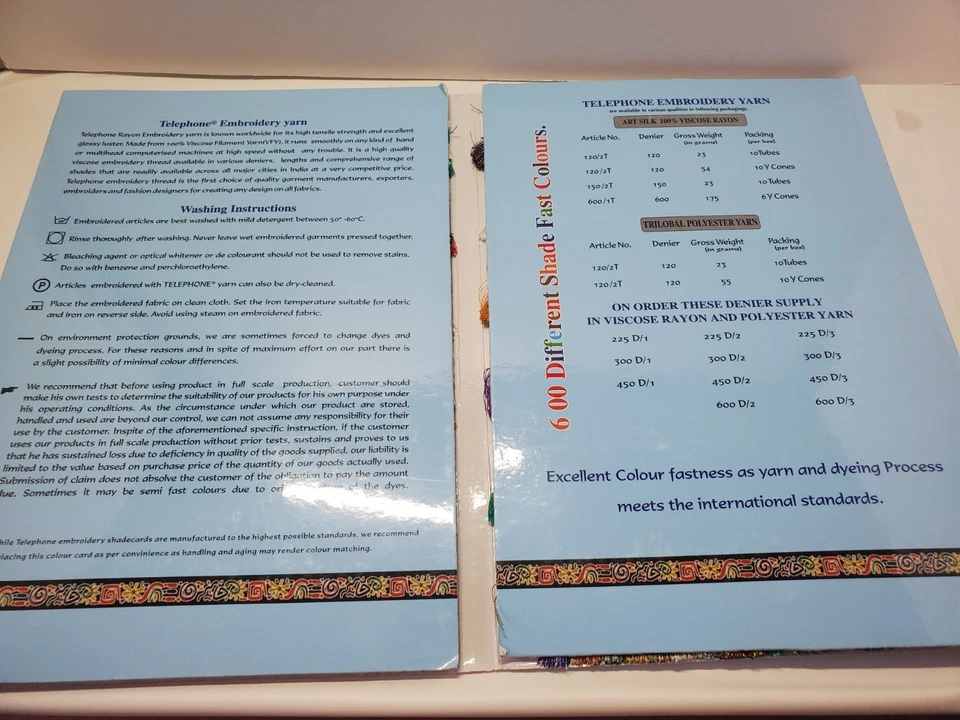 Telephone® Embroidery yarn
Telephone Rayon Embroidery yarn is known worldwide for its high tensile strength and excellent
glossy luster. Made from 100% Viscose Filament Yarn(VFY), it runs smoothly on any kind of hand
or multihead computerised machines at high speed without any trouble. It is a high quality
viscose embroidery thread available in various deniers, lengths and comprehensive range of
shades that are readily available across all major cities in India at a very competitive price.
Telephone embroidery thread is the first choice of quality garment manufacturers, exporters,
embroiders and fashion designers for creating any design on all fabrics.
Washing Instructions
Embroidered articles are best washed with mild detergent between 50° -60°C.
Rinse thoroughly after washing. Never leave wet embroidered garments pressed together.
Bleaching agent or optical whitener or de colourant should not be used to remove stains.
Do so with benzene and perchloroethylene.
P Articles embroidered with TELEPHONE® yarn can also be dry-cleaned.
Place the embroidered fabric on clean cloth. Set the iron temperature suitable for fabric
and iron on reverse side. Avoid using steam on embroidered fabric.
On environment protection grounds, we are sometimes forced to change dyes and
dyeing process. For these reasons and in spite of maximum effort on our part there is
a slight possibility of minimal colour differences.
We recommend that before using product in full scale production, customer should
make his own tests to determine the suitability of our products for his own purpose under
his operating conditions. As the circumstance under which our product are stored,
handled and used are beyond our control, we can not assume any responsibility for their
use by the customer. Inspite of the aforementioned specific instruction, if the customer
uses our products in full scale production without prior tests, sustains and proves to us
that he has sustained loss due to deficiency in quality of the goods supplied, our liability is
limited to the value based on purchase price of the quantity of our goods actually used.
Submission of claim does not absolve the customer of the obligation to pay the amount
due. Sometimes it may be semi fast colours due to of the dyes.
hile Telephone embroidery shadecards are manufactured to the highest possible standards, we recommend
placing this colour card as per convinience as handling and aging may render colour matching.
6 00 Different Shade Fast Colours.
TELEPHONE EMBROIDERY YARN
are available in various qualities in following packagings.
ART SILK 100% VISCOSE RAYON
Article No. Denier Gross Weight (in grams) Packing (per box)
120/2T 120 23 10Tubes
120/2T 120 54 10Y Cones
150/2T 150 23 10 Tubes
600/1T 600 175 6Y Cones
TRILOBAL POLYESTER YARN
Article No. Denier Gross Weight (in grams) Packing (per box)
120/2T 120 23 10Tubes
120/2T 120 55 10Y Cones
ON ORDER THESE DENIER SUPPLY
IN VISCOSE RAYON AND POLYESTER YARN
225 D/1 225 D/2 225 D/3
300 D/1 300 D/2 300 D/3
450 D/1 450 D/2 450 D/3
600 D/2 600 D/3
Excellent Colour fastness as yarn and dyeing Process
meets the international standards.